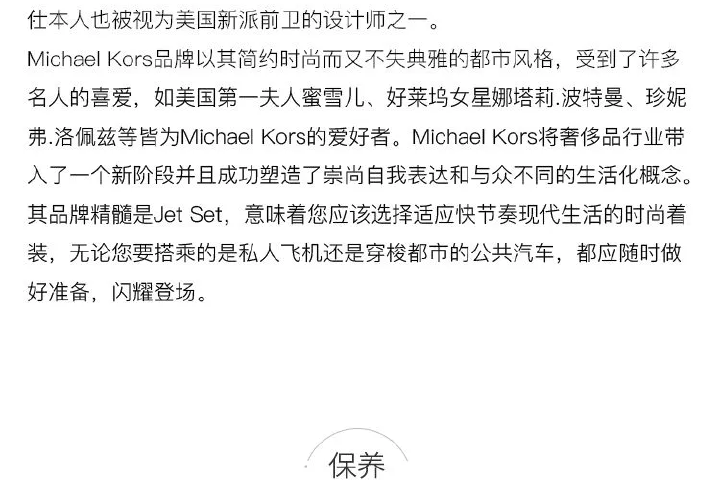 仕本人也被视为美国新派前卫的设计师之一。
Michael Kors品牌以其简约时尚而又不失典雅的都市风格，受到了许多
名人的喜爱，如美国第一夫人蜜雪儿、好莱坞女星娜塔莉.波特曼、珍妮
弗.洛佩兹等皆为Michael Kors的爱好者。Michael Kors将奢侈品行业带
入了一个新阶段并且成功塑造了崇尚自我表达和与众不同的生活化概念。
其品牌精髓是Jet Set，意味着您应该选择适应快节奏现代生活的时尚着
装，无论您要搭乘的是私人飞机还是穿梭都市的公共汽车，都应随时做
好准备，闪耀登场。
保养